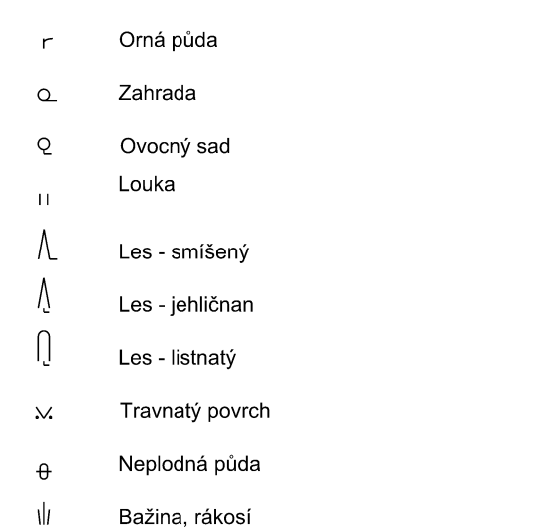 Orná půda
Zahrada
Ovocný sad
Louka
Les - smíšený
Les - jehličnan
Les - listnatý
Travnatý povrch
Neplodná půda
Bažina, rákosí